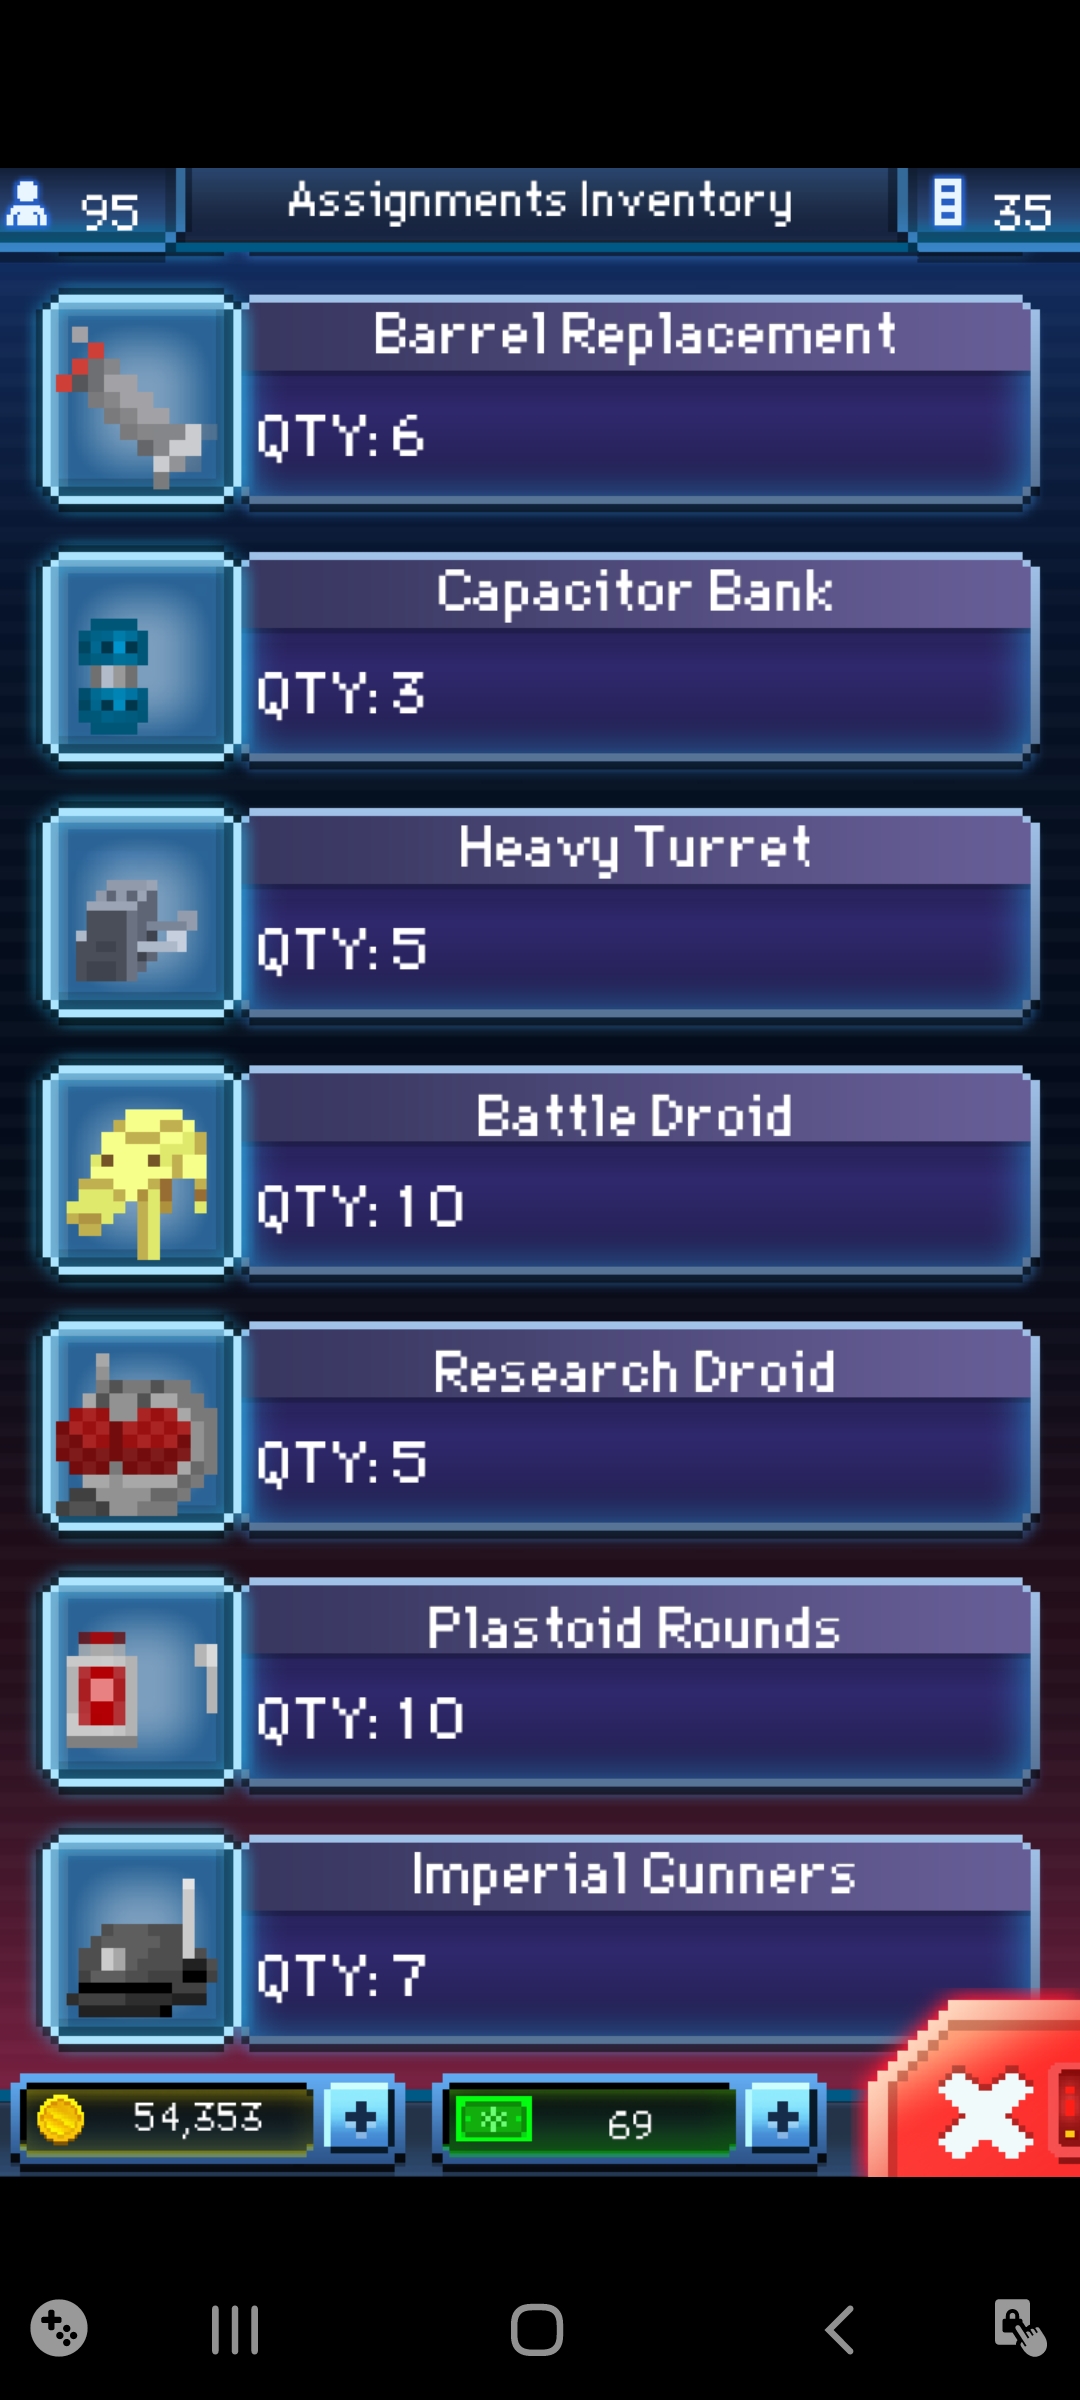 95
Assignments Inventory
35
Barrel Replacement
QTY: 6
Capacitor Bank
QTY: 3
Heavy Turret
QTY: 5
Battle Droid
QTY: 10
Research Droid
QTY: 5
Plastoid Rounds
QTY: 10
Imperial Gunners
QTY: 7
54,353
69